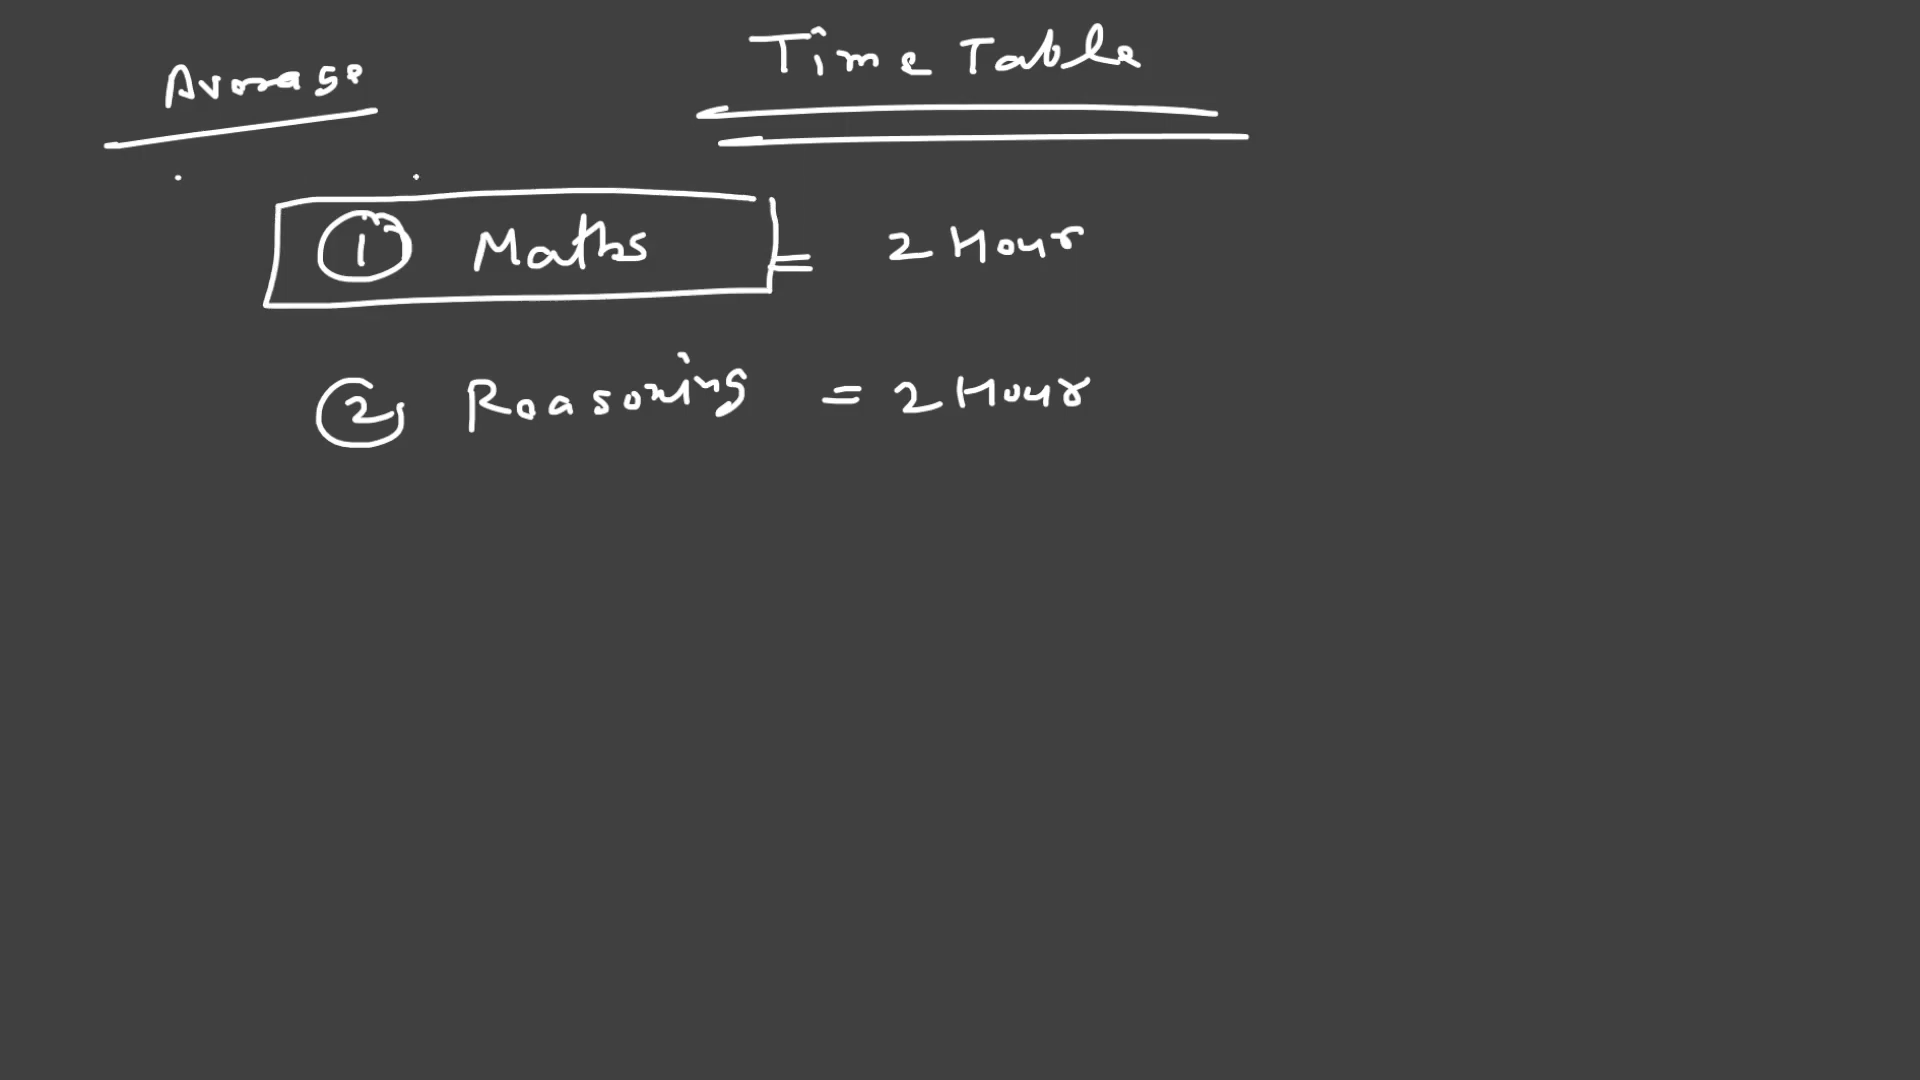 Average
Time Table
① Maths = 2 Hour
② Reasoning = 2 Hour